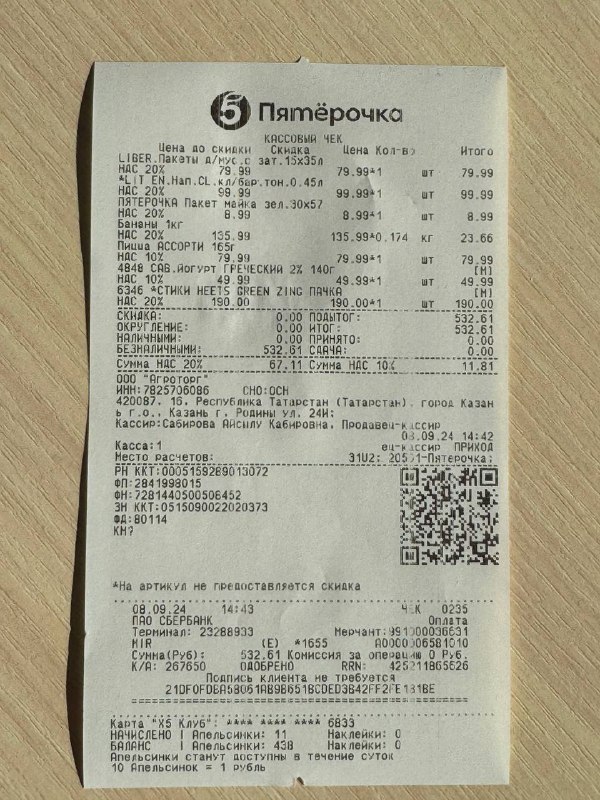 5 Пятёрочка
КАССОВЫЙ ЧЕК
Цена до скидки Скидка Цена Кол-во Итого
LIBER.Пакеты д/мус.о зат.15х35л
НДС 20% 79.99 79.99*1 шт 79.99
*LIT EN.Нап.CL.кл/бар.тон.0.45л
НДС 20% 99.99 99.99*1 шт 99.99
ПЯТЕРОЧКА Пакет майка зел.30х57
НДС 20% 8.99 8.99*1 шт 8.99
Бананы 1кг
НДС 20% 135.99 135.99*0.174 кг 23.66
Пицца АССОРТИ 165г
НДС 10% 79.99 79.99*1 шт 79.99
4848 САВ.Йогурт ГРЕЧЕСКИЙ 2% 140г [М]
НДС 10% 49.99 49.99*1 шт 49.99
6346 *СТИКИ HEETS GREEN ZING ПАЧКА [М]
НДС 20% 190.00 190.00*1 шт 190.00
СКИДКА: 0.00 ПОДЫТОГ: 532.61
ОКРУГЛЕНИЕ: 0.00 ИТОГ: 532.61
НАЛИЧНЫМИ: 0.00 ПРИНЯТО: 0.00
БЕЗНАЛИЧНЫМИ: 532.61 СДАЧА: 0.00
Сумма НДС 20% 67.11 Сумма НДС 10% 11.81
ООО "Агроторг"
ИНН:7825706086 СНО:ОСН
420087, 16, Республика Татарстан (Татарстан), город Казан
ь г.о., Казань г, Родины ул, 24И;
Кассир:Сабирова Айсылу Кабировна, Продавец-кассир
08.09.24 14:42
Касса:1 ец-кассир ПРИХОД
Место расчетов: 31U2; -Пятерочка;
РН ККТ:0005159289013072
ФП:2841998015
ФН:7281440500506452
ЗН ККТ:0515090022020373
ФД:80114
КМ?
*На артикул не предоставляется скидка
08.09.24 14:43 ЧЕК 0235
ПАО СБЕРБАНК Оплата
Терминал: 23288933 Мерчант:991000036631
MIR (E) *1655 A0000006581010
Сумма(Руб): 532.61 Комиссия за операцию 0 Руб.
К/А: 267650 ОДОБРЕНО RRN: 425211865526
Подпись клиента не требуется
Карта "X5 Клуб": **** **** **** 6833
НАЧИСЛЕНО | Апельсинки: 11 Наклейки: 0
БАЛАНС | Апельсинки: 438 Наклейки: 0
Апельсинки станут доступны в течение суток
10 Апельсинок = 1 рубль